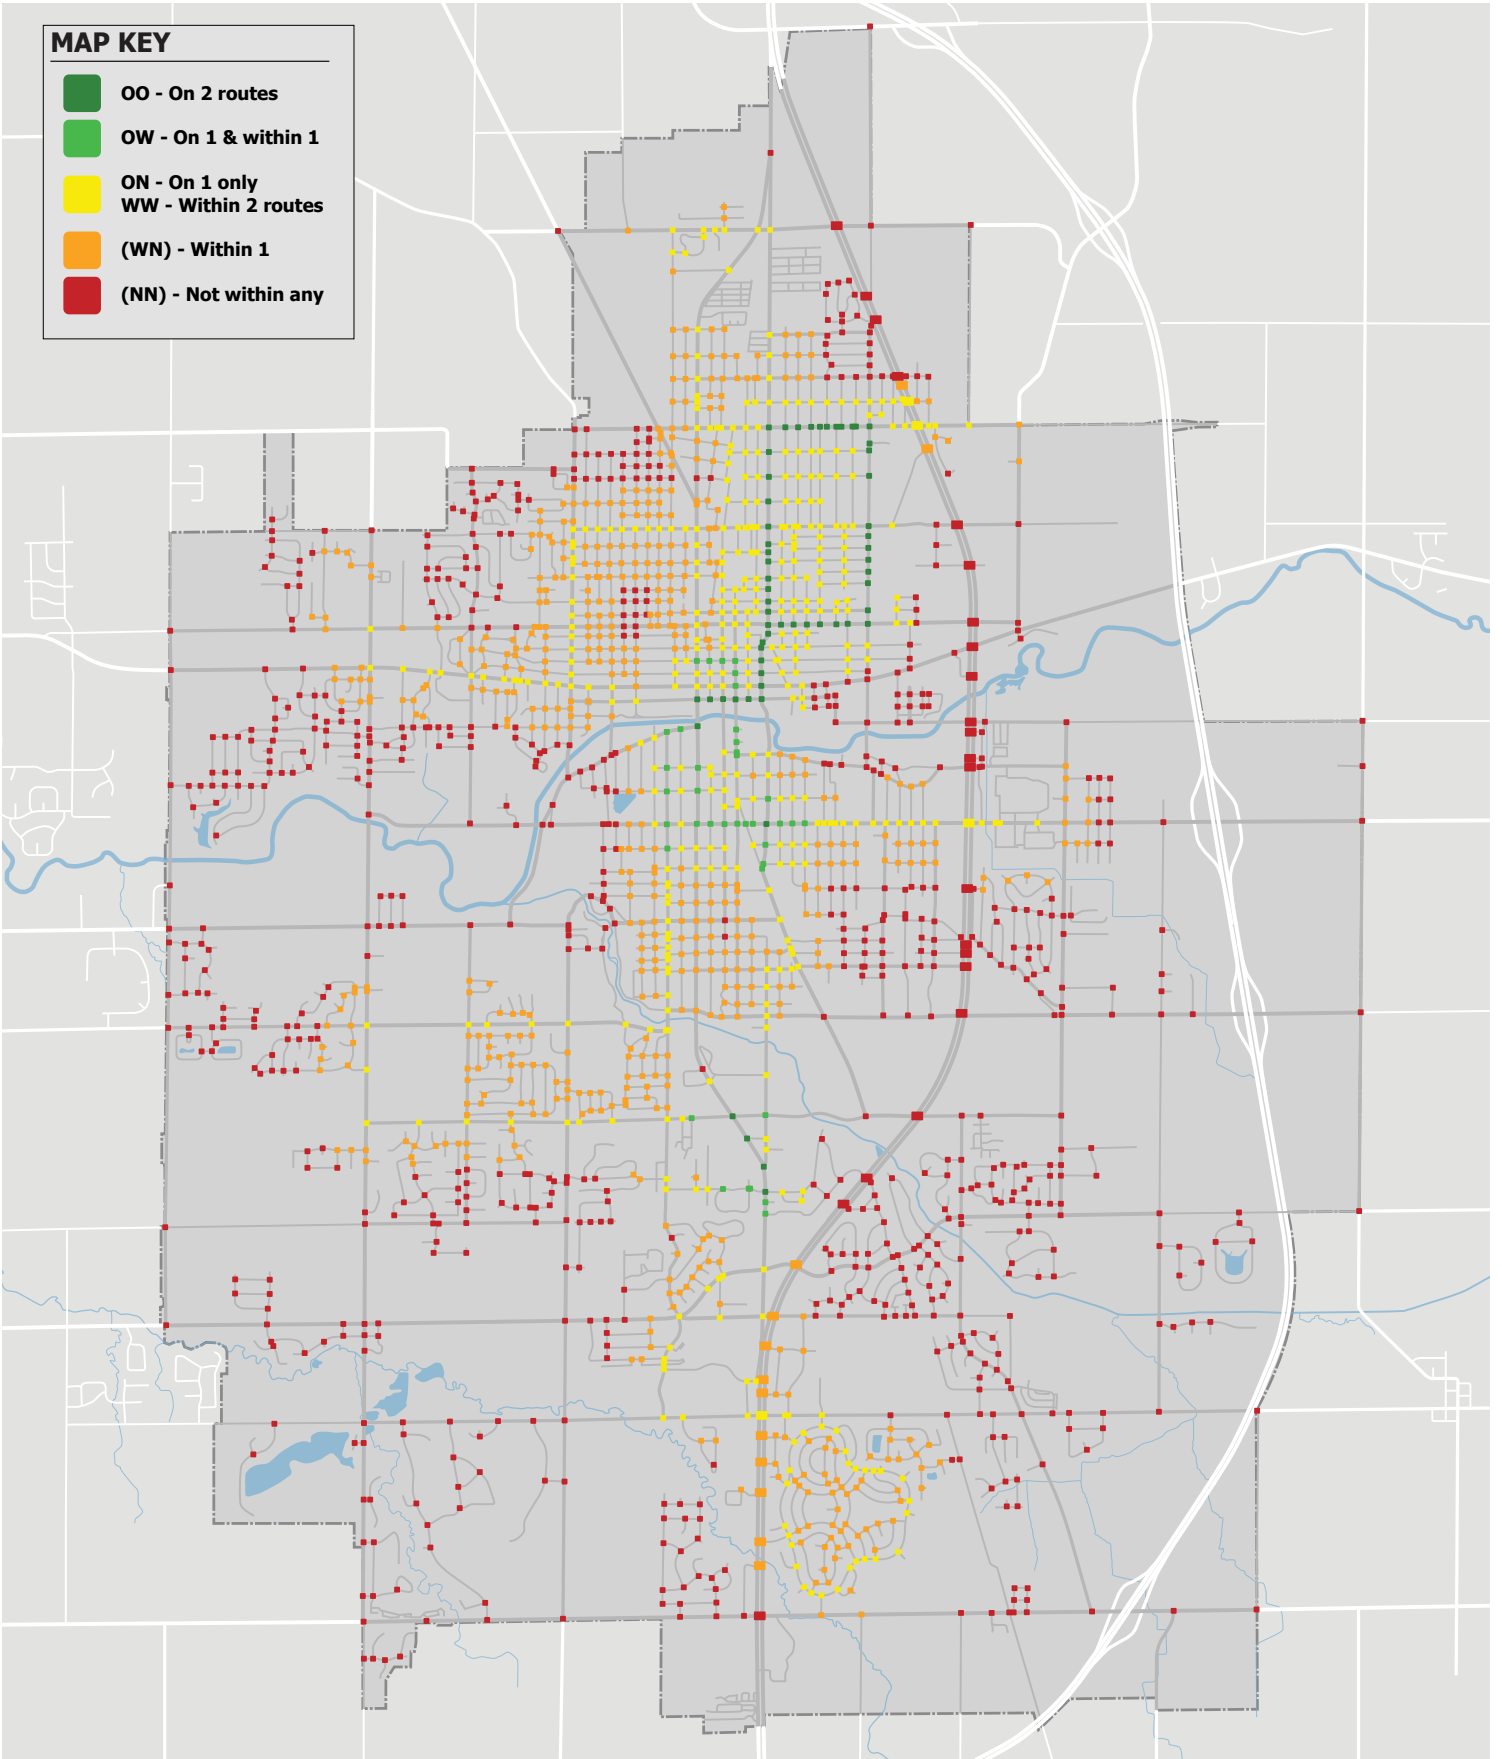 MAP KEY
OO - On 2 routes
OW - On 1 & within 1
ON - On 1 only
WW - Within 2 routes
(WN) - Within 1
(NN) - Not within any